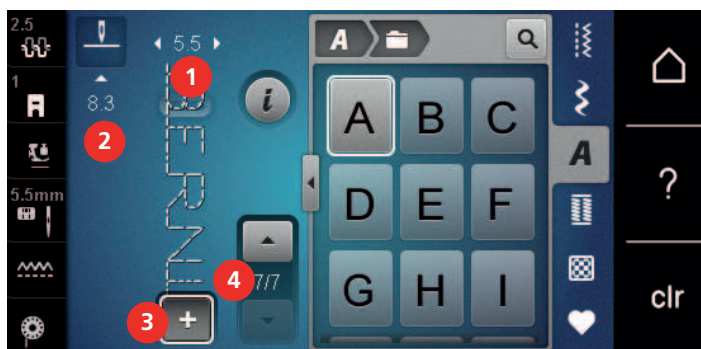 2.5
5.5
A
1
8.3
1
2
i
BERNI
A B C
A
5.5mm
D E F
?
4
7/7
G H I
3
+
clr